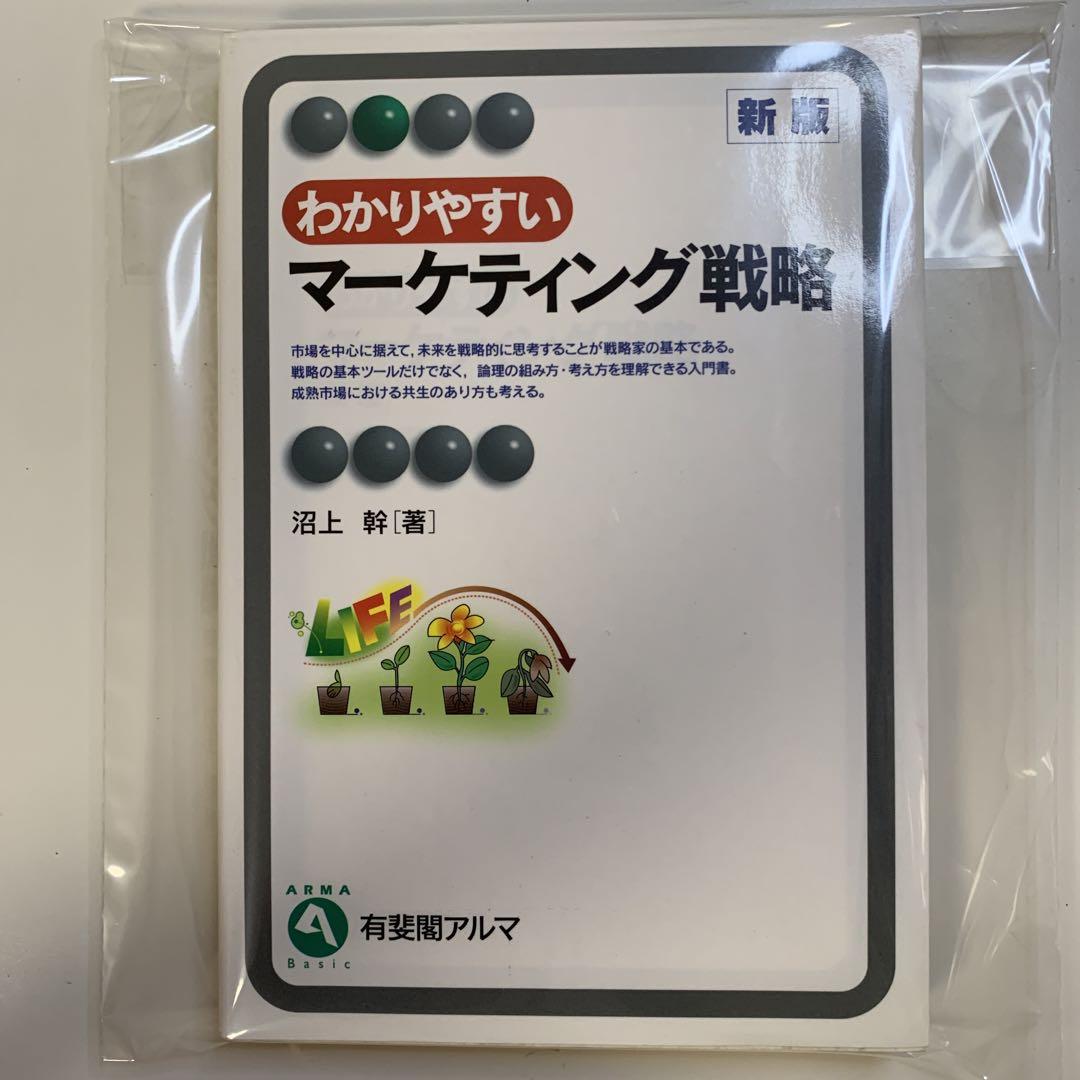 新版
わかりやすい
マーケティング戦略
市場を中心に据えて，未来を戦略的に思考することが戦略家の基本である。
戦略の基本ツールだけでなく，論理の組み方・考え方を理解できる入門書。
成熟市場における共生のあり方も考える。
沼上 幹［著］
LIFE
ARMA
有斐閣アルマ
Basic